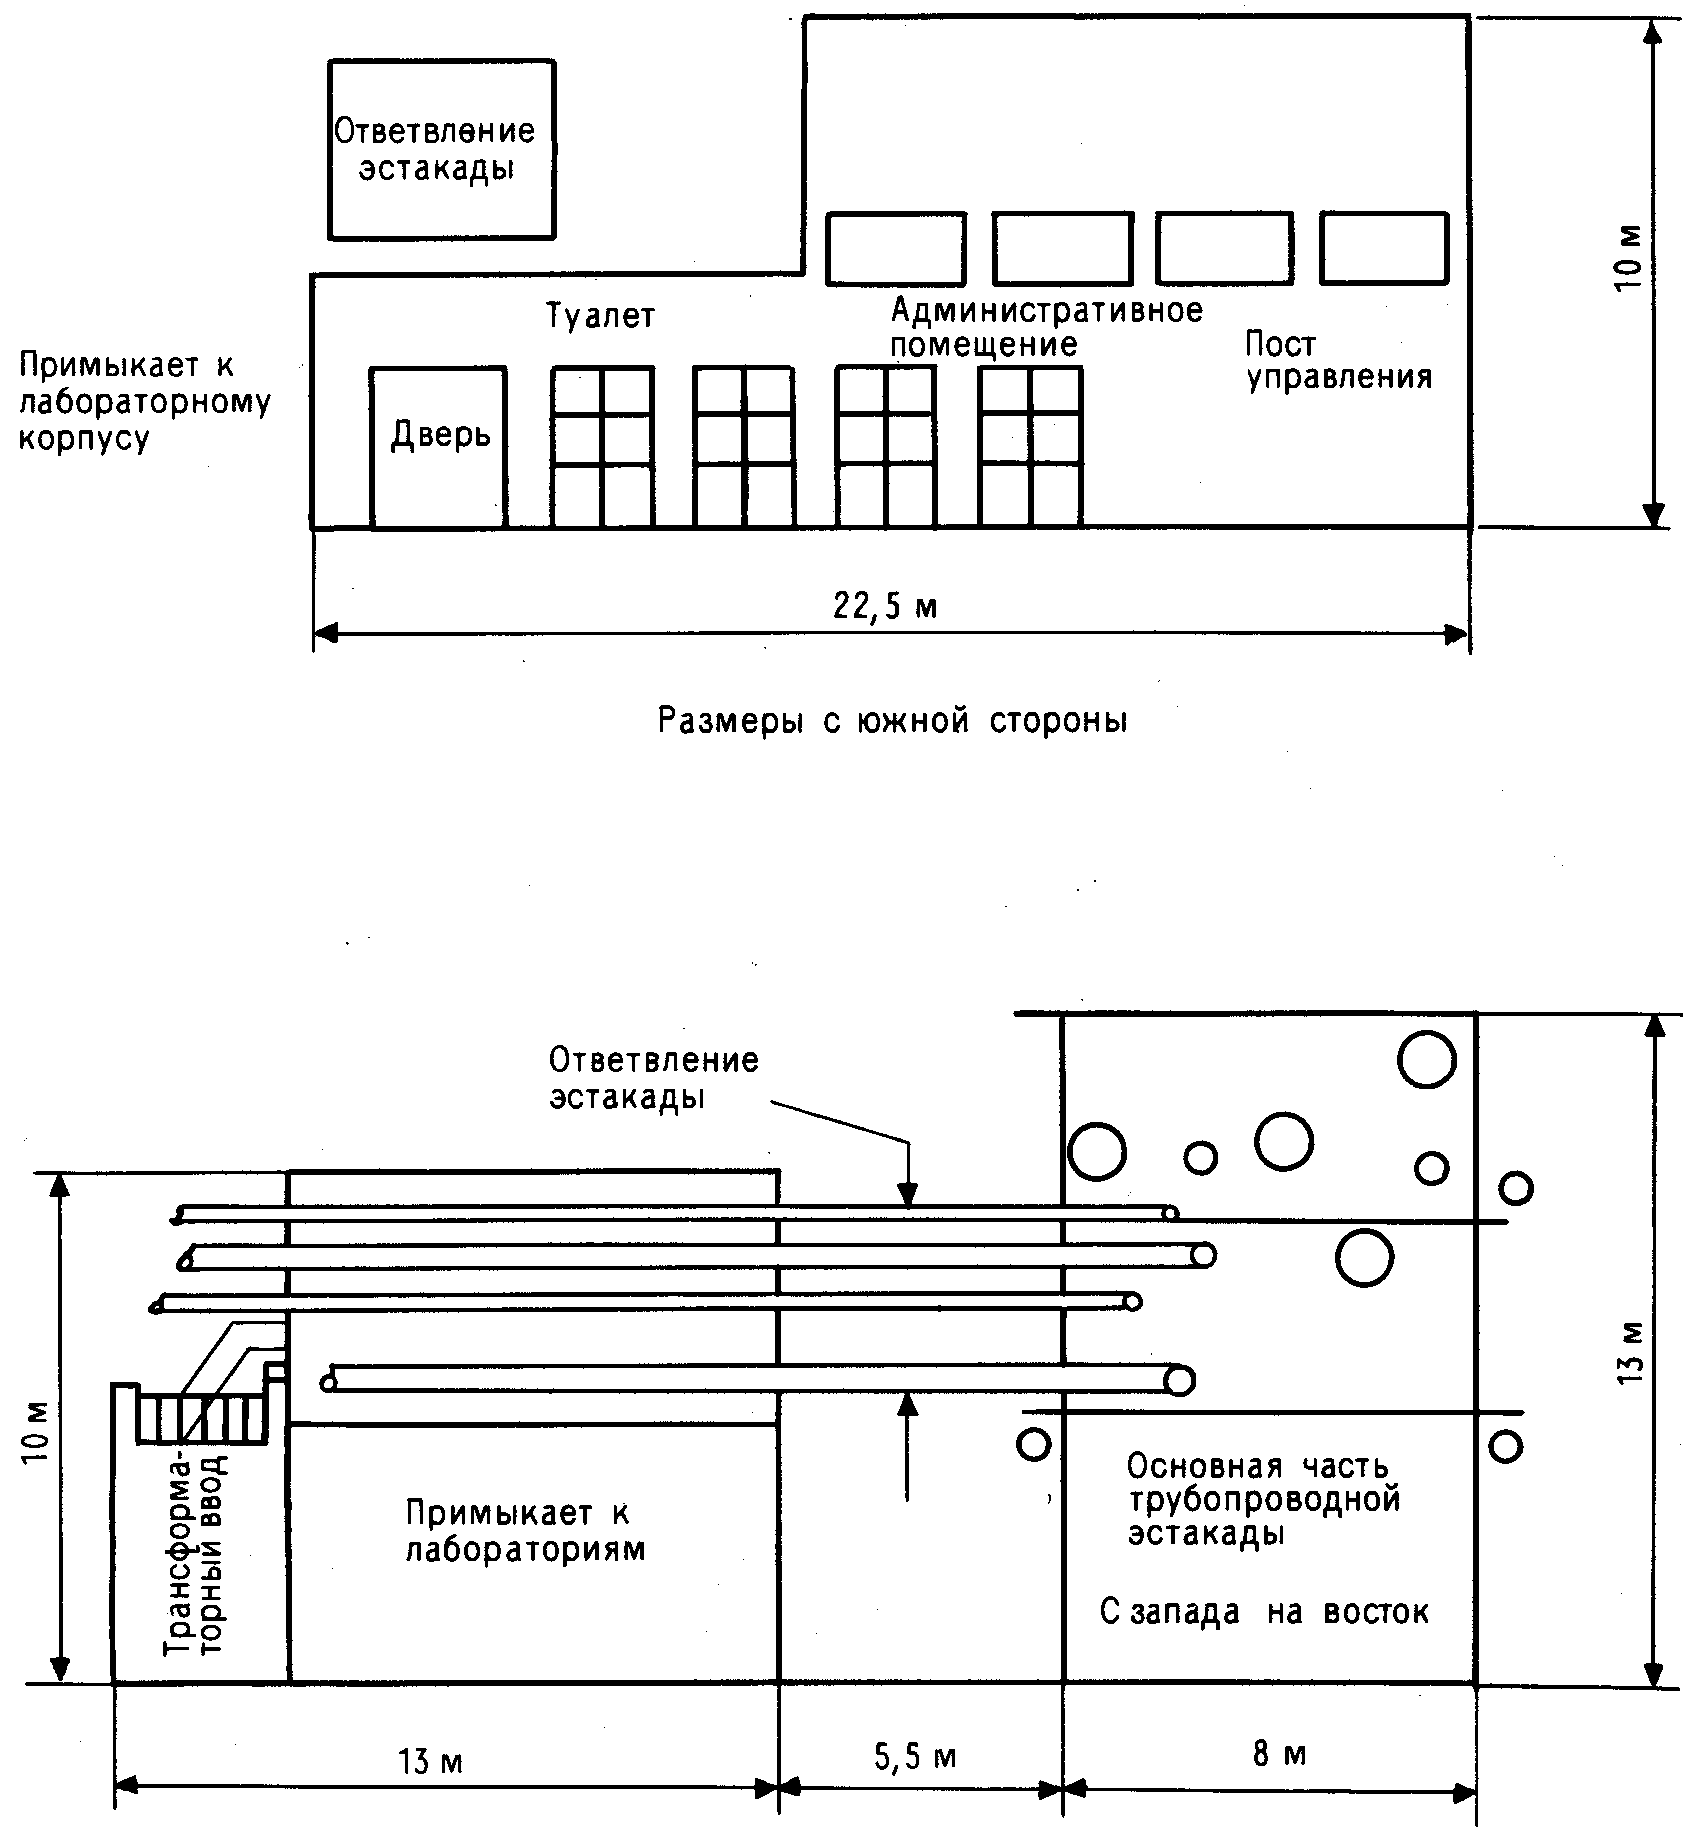 Ответвление
эстакады
Туалет
Административное
помещение
Пост
управления
Примыкает к
лабораторному
корпусу
Дверь
10 м
22,5 м
Размеры с южной стороны
Ответвление
эстакады
10 м
Трансформа-
торный ввод
Примыкает к
лабораториям
Основная часть
трубопроводной
эстакады
С запада на восток
13 м
13 м
5,5 м
8 м